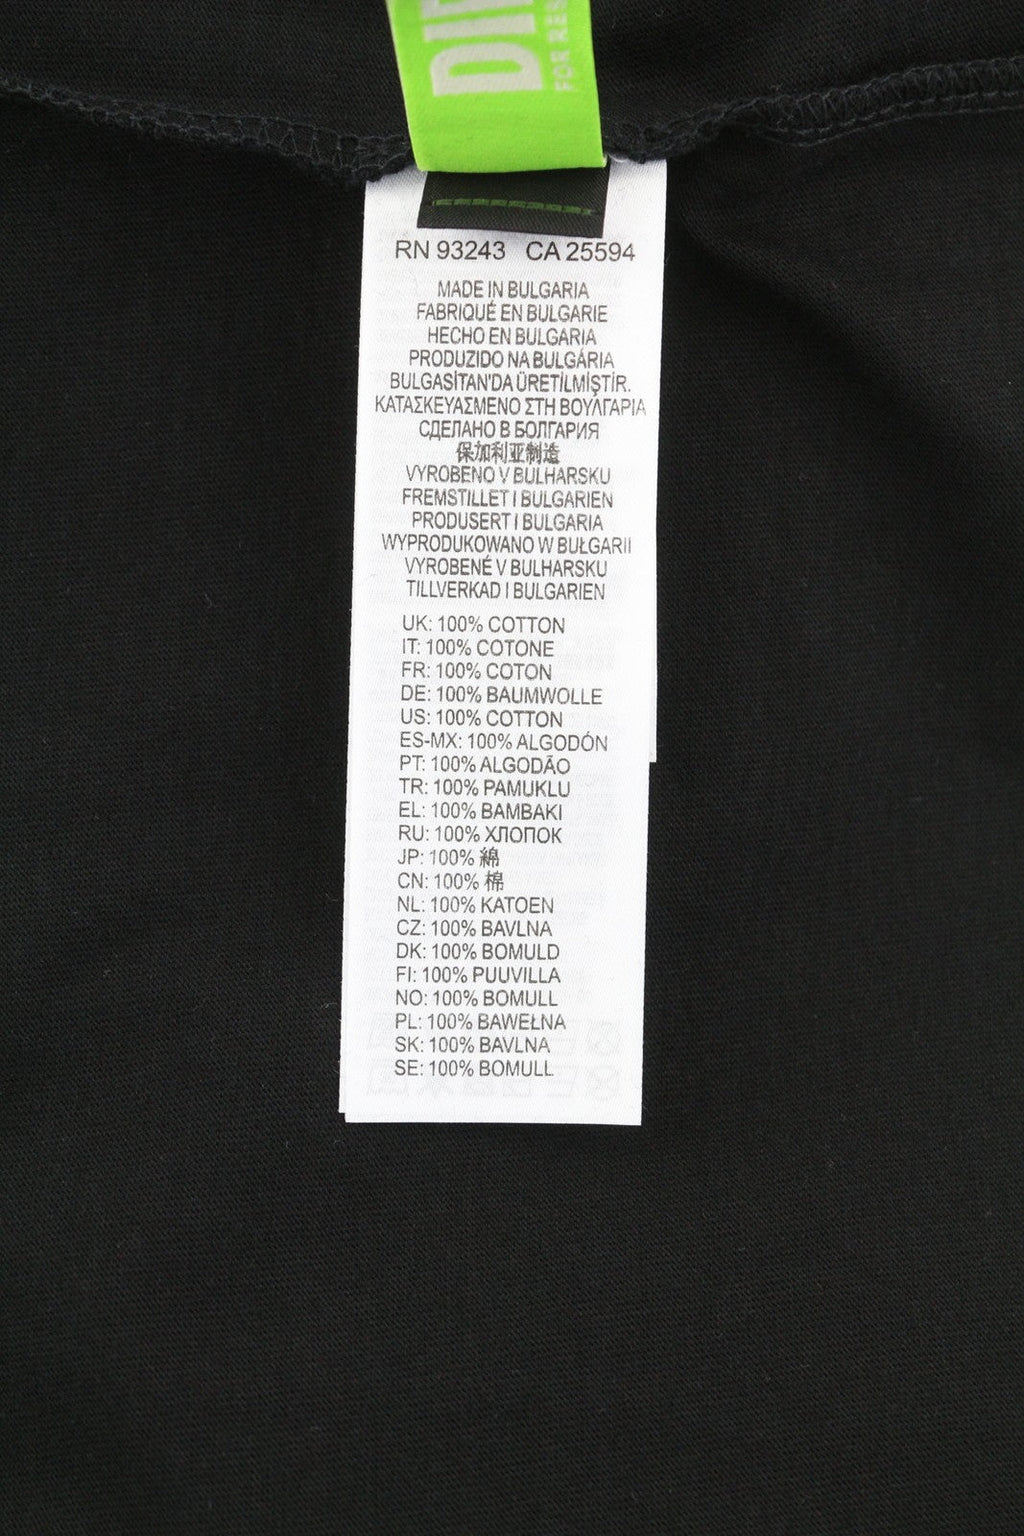 DI
FOR RES
RN 93243 CA 25594
MADE IN BULGARIA
FABRIQUÉ EN BULGARIE
HECHO EN BULGARIA
PRODUZIDO NA BULGÁRIA
BULGASİTAN'DA ÜRETİLMİŞTİR.
ΚΑΤΑΣΚΕΥΑΣΜΕΝΟ ΣΤΗ ΒΟΥΛΓΑΡΙΑ
СДЕЛАНО В БОЛГАРИЯ
保加利亚制造
VYROBENO V BULHARSKU
FREMSTILLET I BULGARIEN
PRODUSERT I BULGARIA
WYPRODUKOWANO W BUŁGARII
VYROBENÉ V BULHARSKU
TILLVERKAD I BULGARIEN
UK: 100% COTTON
IT: 100% COTONE
FR: 100% COTON
DE: 100% BAUMWOLLE
US: 100% COTTON
ES-MX: 100% ALGODÓN
PT: 100% ALGODÃO
TR: 100% PAMUKLU
EL: 100% BAMBAKI
RU: 100% ХЛОПОК
JP: 100% 綿
CN: 100% 棉
NL: 100% KATOEN
CZ: 100% BAVLNA
DK: 100% BOMULD
FI: 100% PUUVILLA
NO: 100% BOMULL
PL: 100% BAWEŁNA
SK: 100% BAVLNA
SE: 100% BOMULL